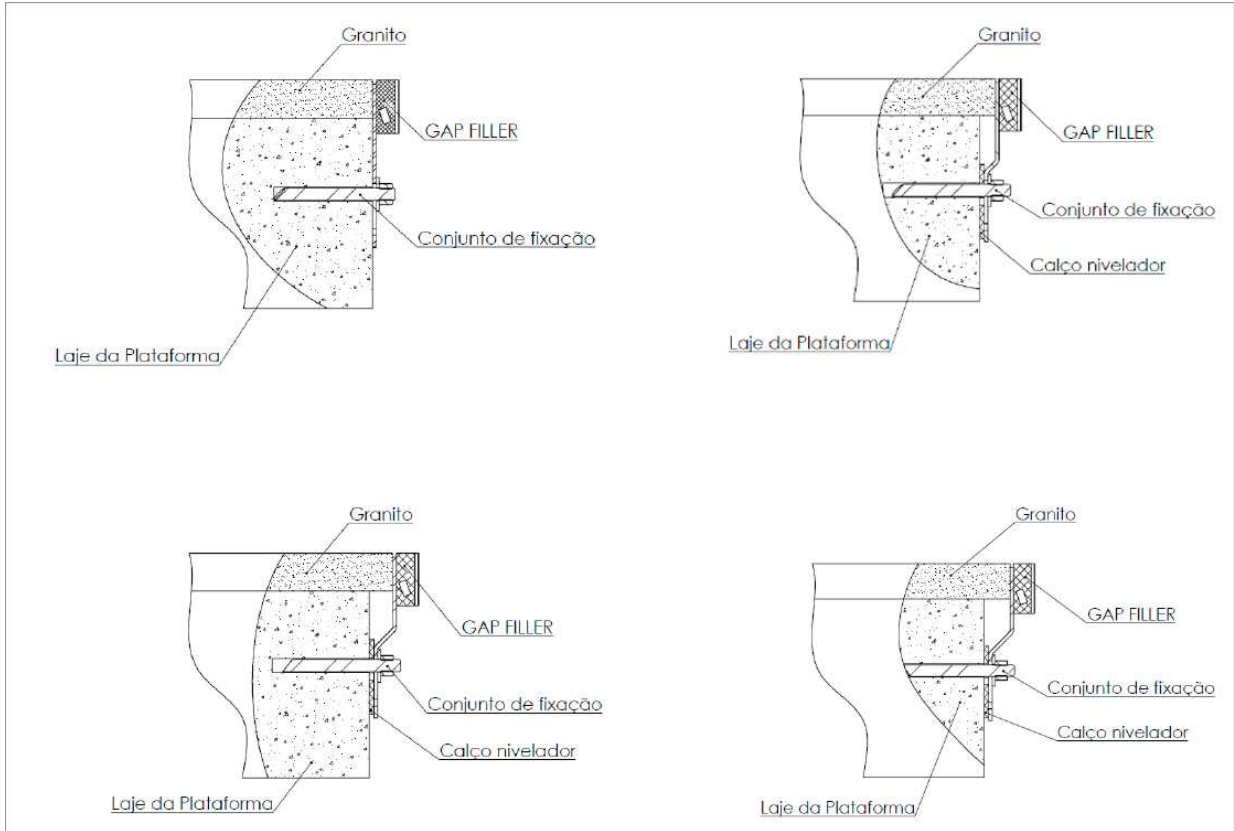 Granito
GAP FILLER
Conjunto de fixação
Laje da Plataforma
Granito
GAP FILLER
Conjunto de fixação
Calço nivelador
Laje da Plataforma
Granito
GAP FILLER
Conjunto de fixação
Calço nivelador
Laje da Plataforma
Granito
GAP FILLER
Conjunto de fixação
Calço nivelador
Laje da Plataforma